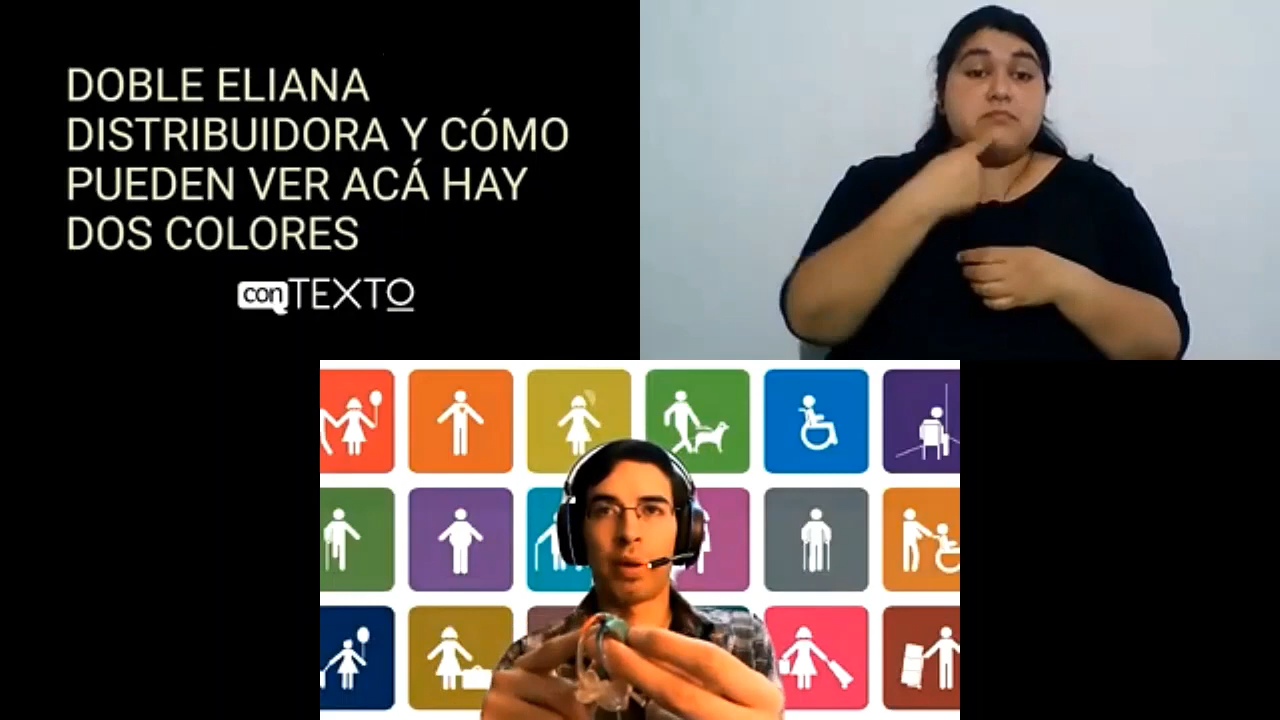 DOBLE ELIANA
DISTRIBUIDORA Y CÓMO
PUEDEN VER ACÁ HAY
DOS COLORES
conTEXTO